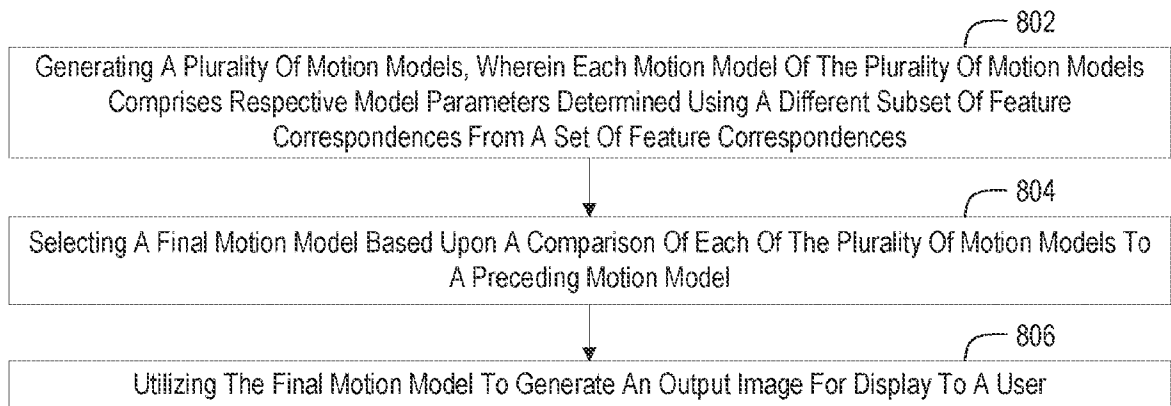 802
Generating A Plurality Of Motion Models, Wherein Each Motion Model Of The Plurality Of Motion Models
Comprises Respective Model Parameters Determined Using A Different Subset Of Feature
Correspondences From A Set Of Feature Correspondences
804
Selecting A Final Motion Model Based Upon A Comparison Of Each Of The Plurality Of Motion Models To
A Preceding Motion Model
806
Utilizing The Final Motion Model To Generate An Output Image For Display To A User